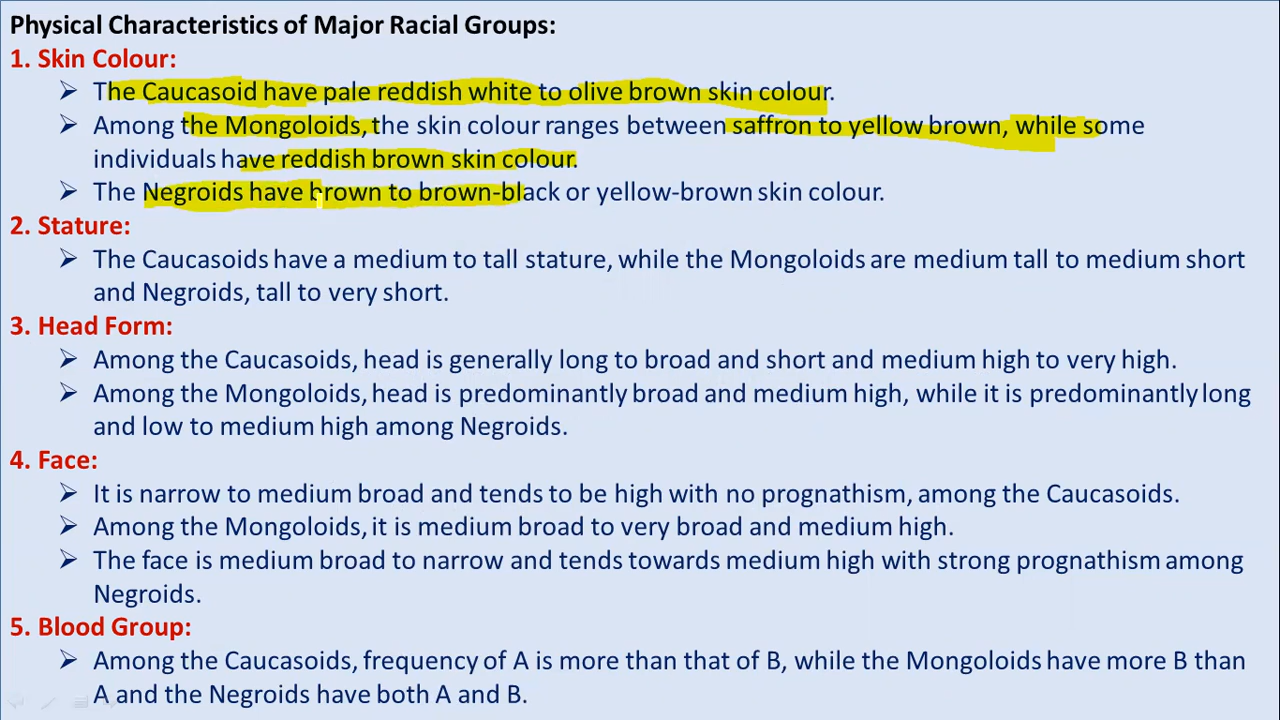 Physical Characteristics of Major Racial Groups:
1. Skin Colour:
➢ The Caucasoid have pale reddish white to olive brown skin colour.
➢ Among the Mongoloids, the skin colour ranges between saffron to yellow brown, while some
individuals have reddish brown skin colour.
➢ The Negroids have brown to brown-black or yellow-brown skin colour.
2. Stature:
➢ The Caucasoids have a medium to tall stature, while the Mongoloids are medium tall to medium short
and Negroids, tall to very short.
3. Head Form:
➢ Among the Caucasoids, head is generally long to broad and short and medium high to very high.
➢ Among the Mongoloids, head is predominantly broad and medium high, while it is predominantly long
and low to medium high among Negroids.
4. Face:
➢ It is narrow to medium broad and tends to be high with no prognathism, among the Caucasoids.
➢ Among the Mongoloids, it is medium broad to very broad and medium high.
➢ The face is medium broad to narrow and tends towards medium high with strong prognathism among
Negroids.
5. Blood Group:
➢ Among the Caucasoids, frequency of A is more than that of B, while the Mongoloids have more B than
A and the Negroids have both A and B.